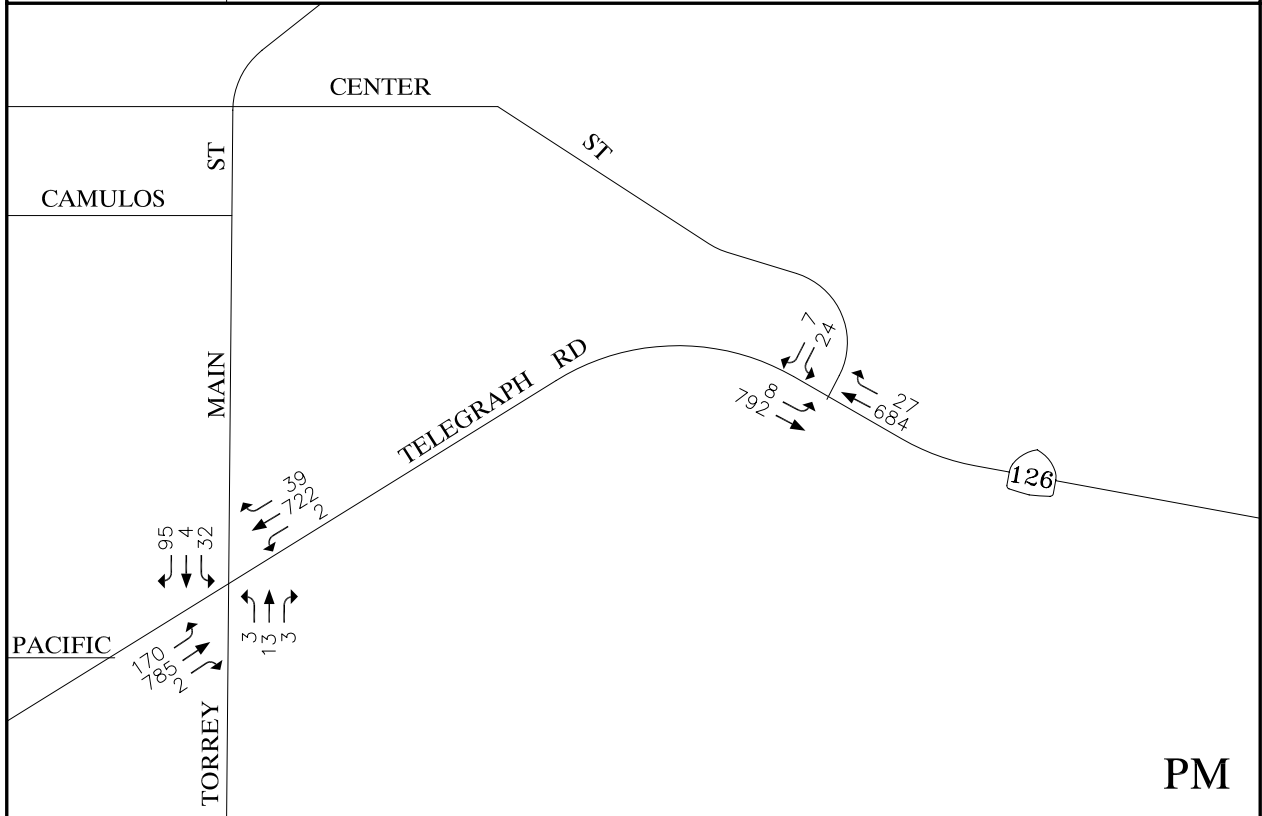 CENTER
ST
ST
CAMULOS
MAIN
TELEGRAPH RD
7
24
8
792
27
684
126
39
722
2
95
4
32
3
13
3
PACIFIC
170
785
2
TORREY
PM